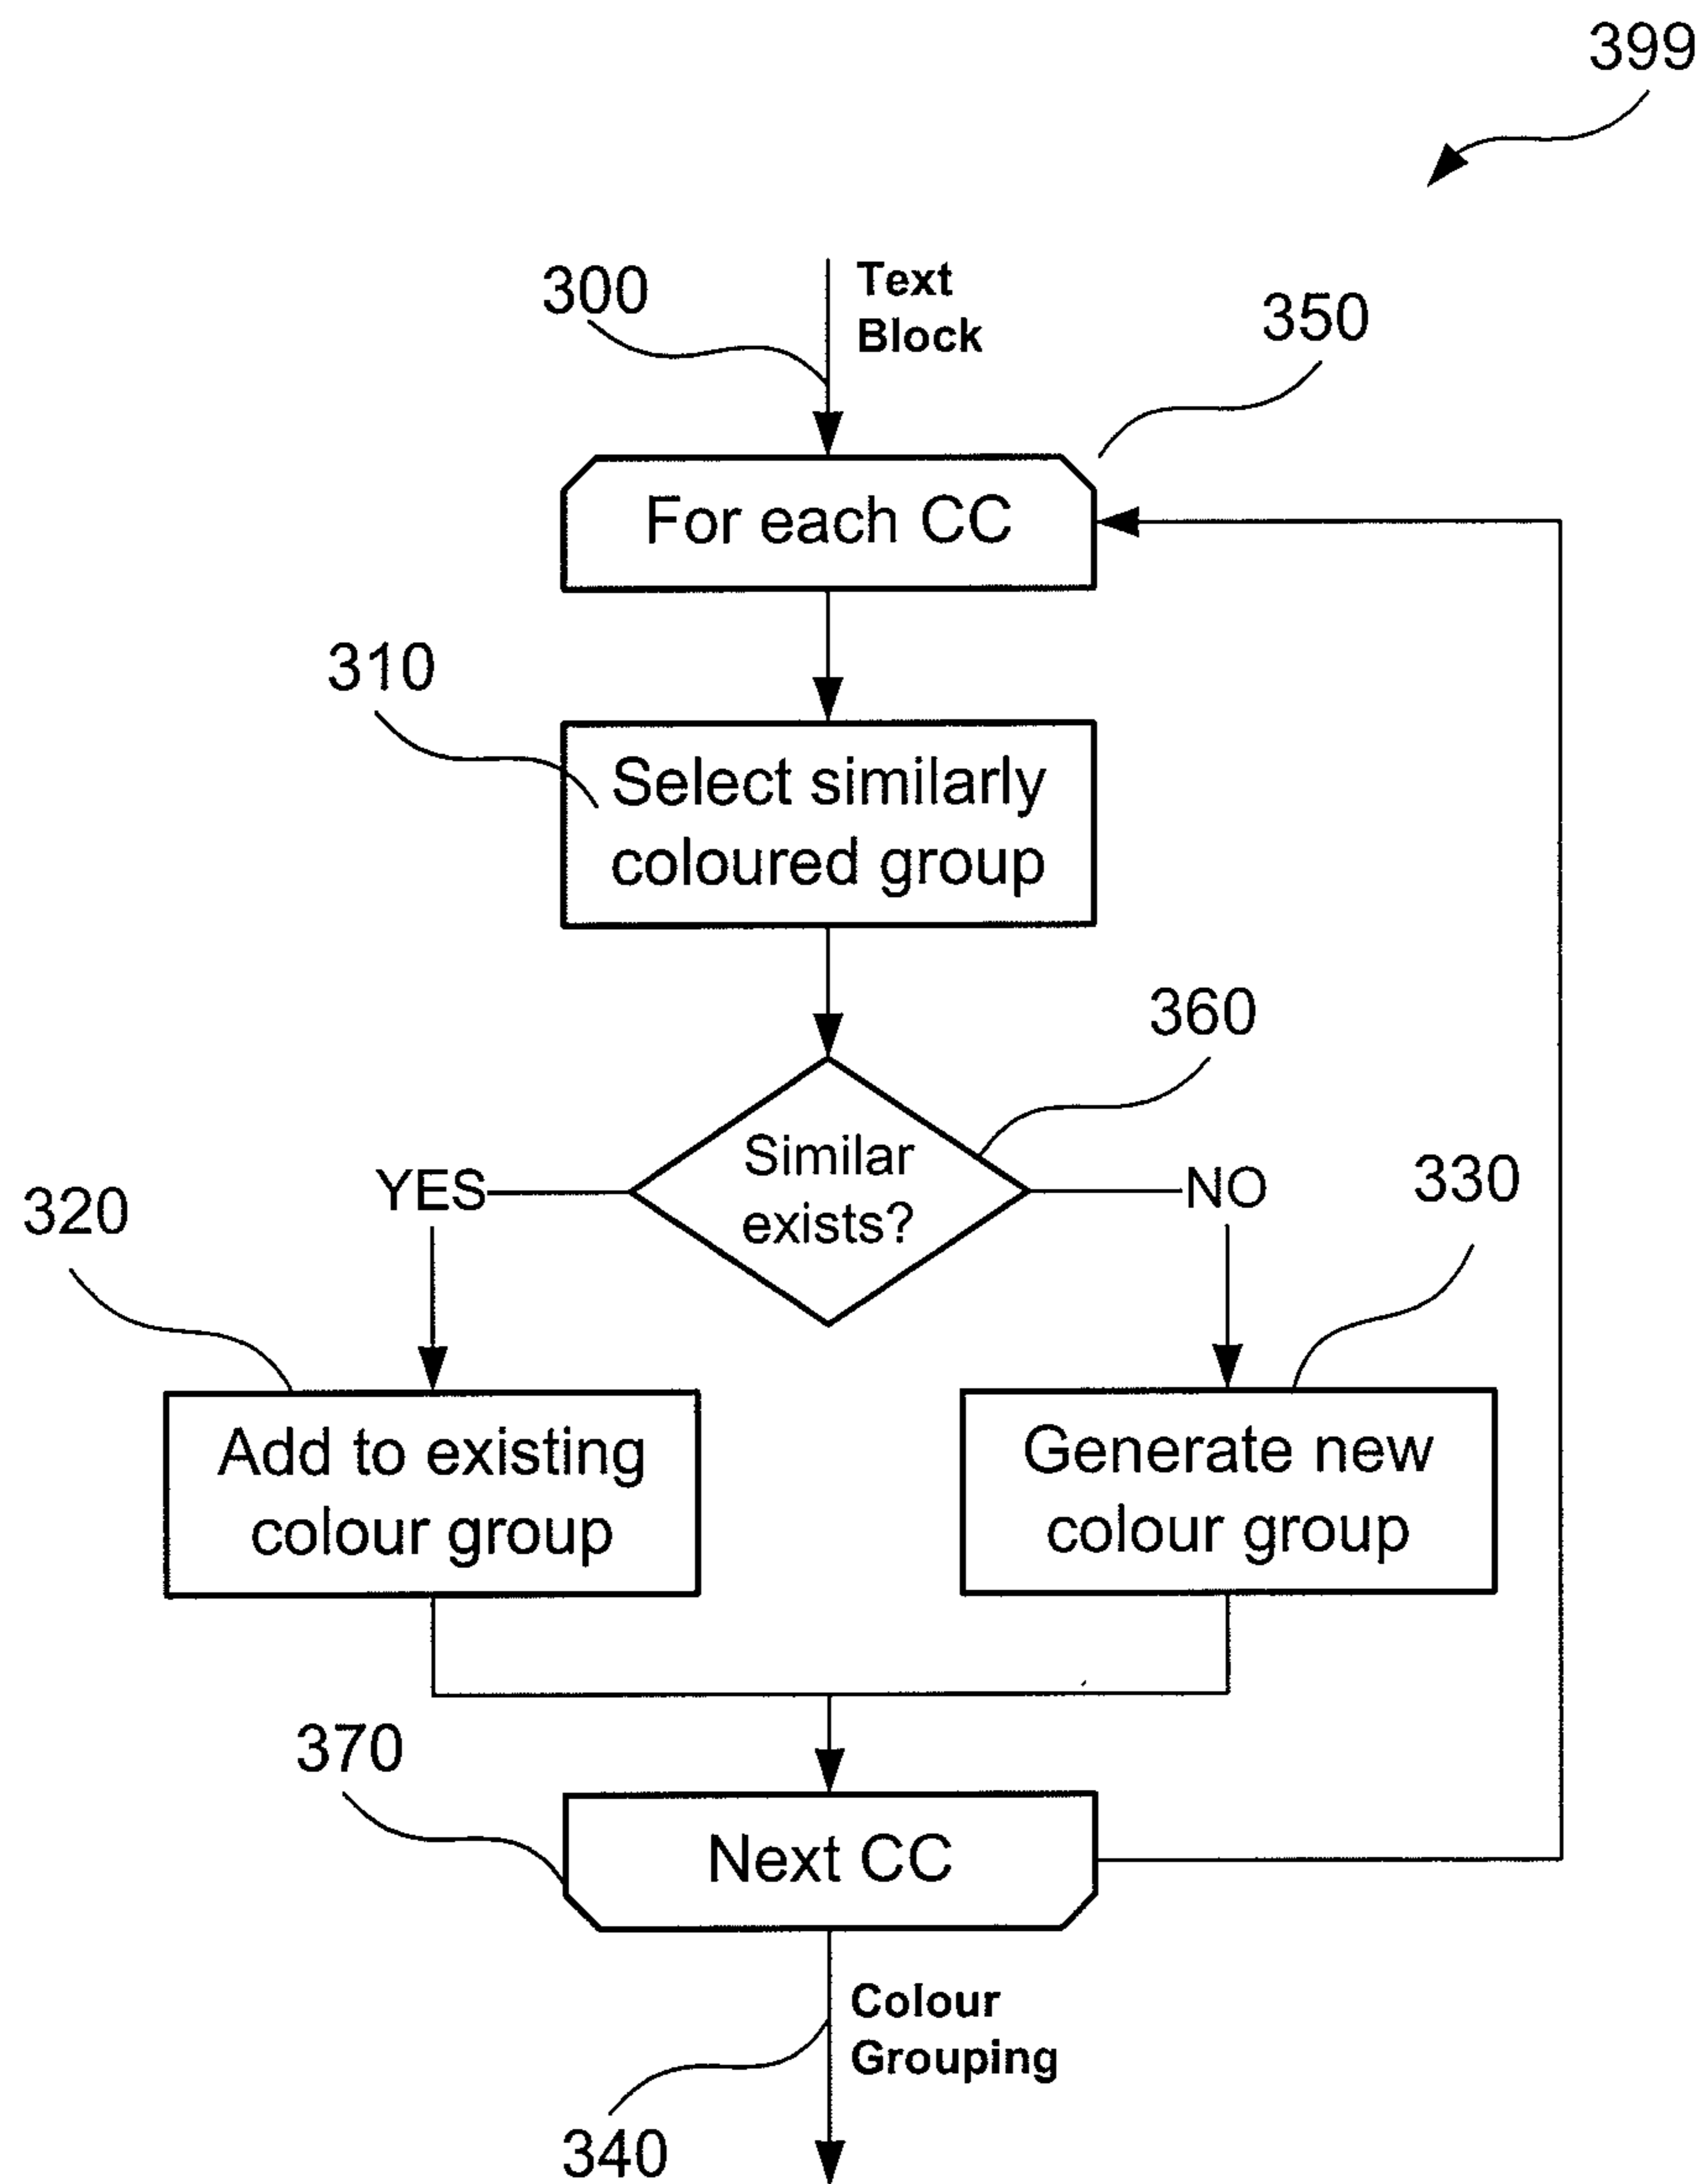 399
300
Text
Block
350
For each CC
310
Select similarly
coloured group
360
Similar
exists?
YES
NO
320
330
Add to existing
colour group
Generate new
colour group
370
Next CC
Colour
Grouping
340